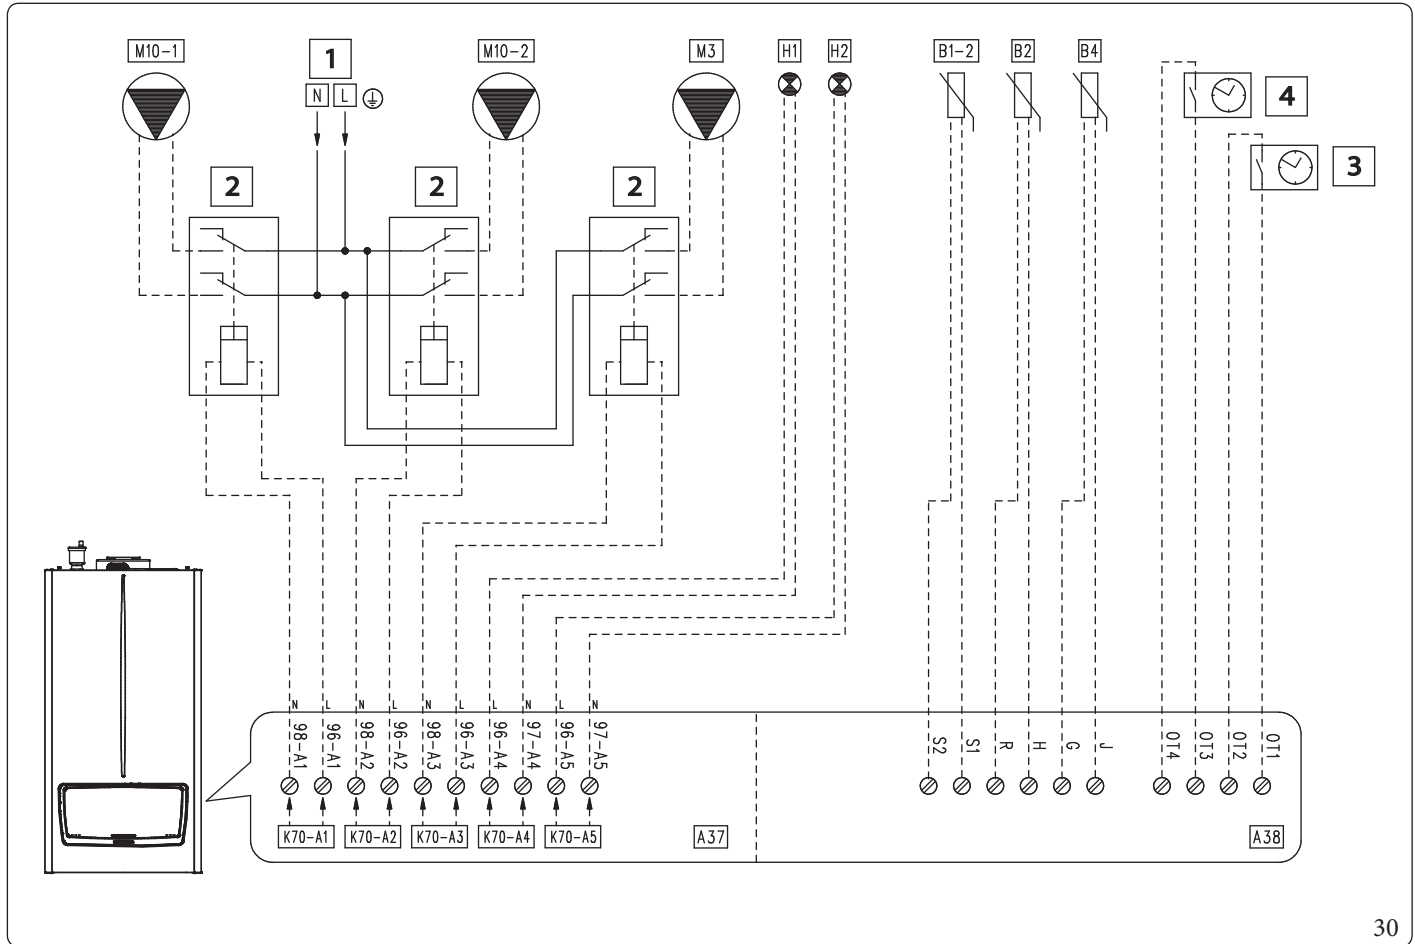 M10-1
1
M10-2
M3
H1
H2
B1-2
B2
B4
N
L
4
3
2
2
2
N
L
N
L
N
L
L
N
L
N
98-A1
96-A1
98-A2
96-A2
98-A3
96-A3
96-A4
97-A4
96-A5
97-A5
S2
S1
R
H
G
J
OT4
OT3
OT2
OT1
K70-A1
K70-A2
K70-A3
K70-A4
K70-A5
A37
A38
30